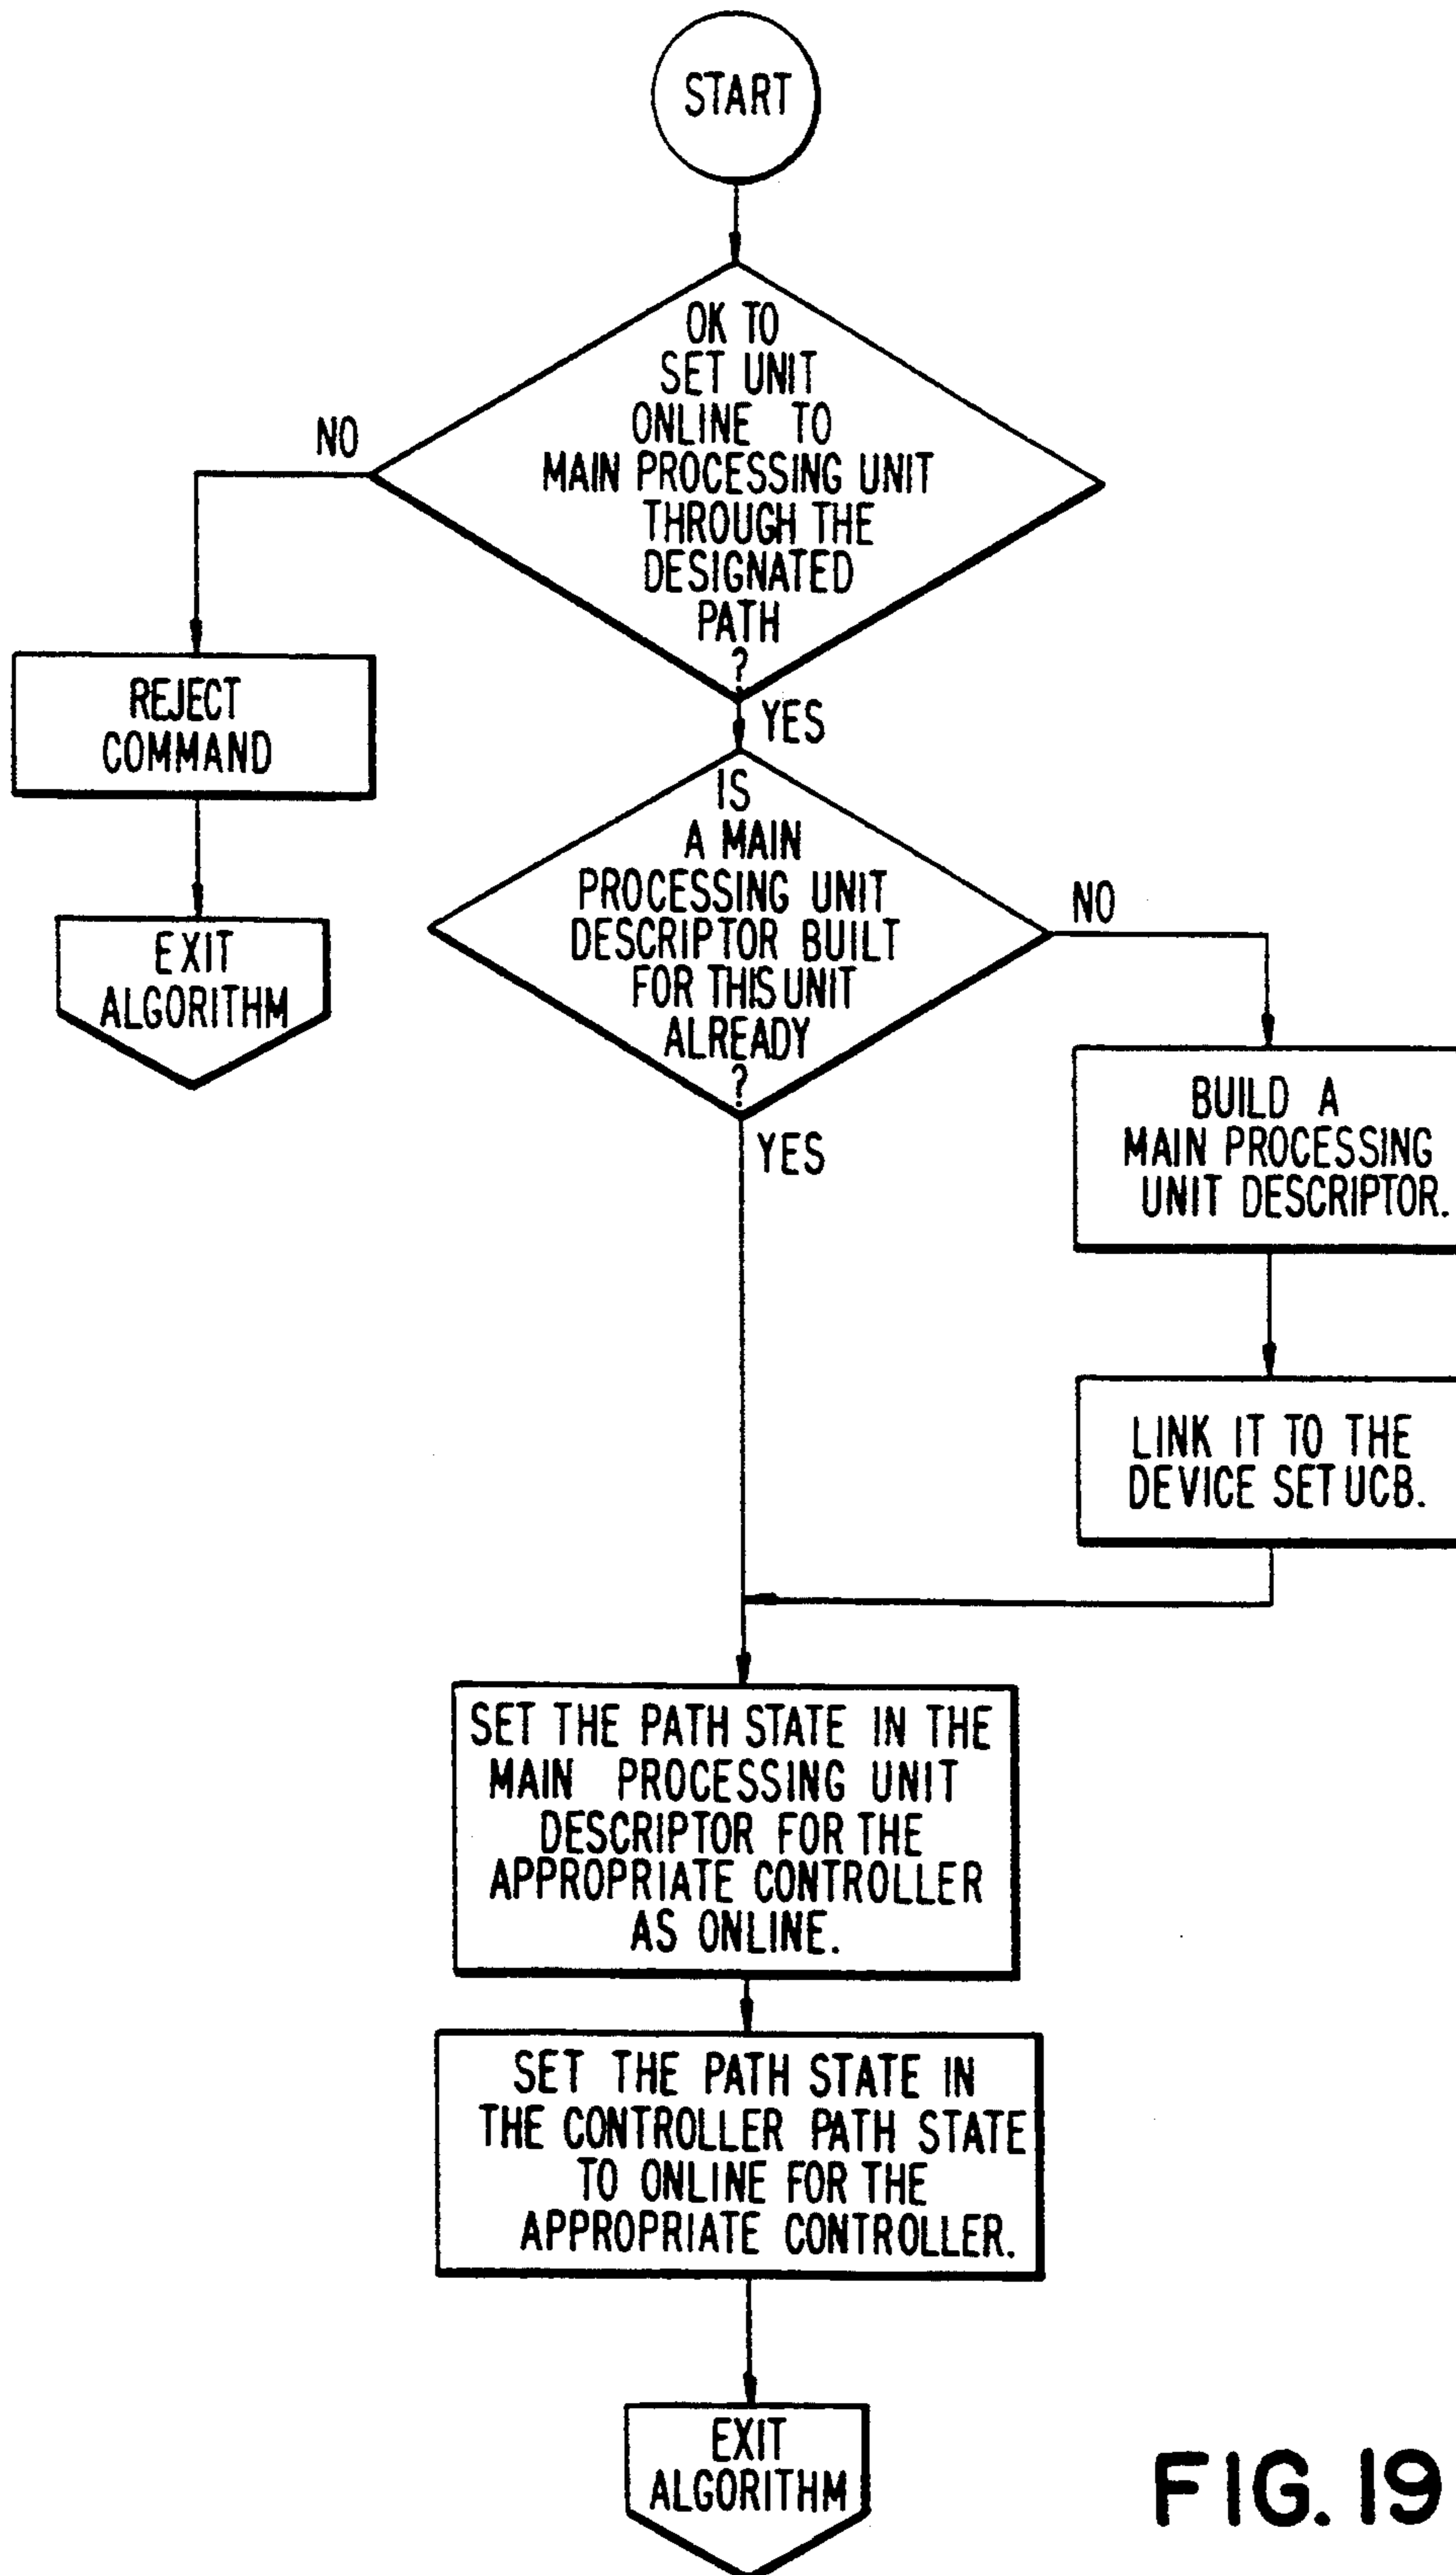 START
OK TO
SET UNIT
ONLINE TO
MAIN PROCESSING UNIT
THROUGH THE
DESIGNATED
PATH
?
NO
YES
REJECT
COMMAND
EXIT
ALGORITHM
IS
A MAIN
PROCESSING UNIT
DESCRIPTOR BUILT
FOR THIS UNIT
ALREADY
?
NO
YES
BUILD A
MAIN PROCESSING
UNIT DESCRIPTOR.
LINK IT TO THE
DEVICE SET UCB.
SET THE PATH STATE IN THE
MAIN PROCESSING UNIT
DESCRIPTOR FOR THE
APPROPRIATE CONTROLLER
AS ONLINE.
SET THE PATH STATE IN
THE CONTROLLER PATH STATE
TO ONLINE FOR THE
APPROPRIATE CONTROLLER.
EXIT
ALGORITHM
FIG. 19